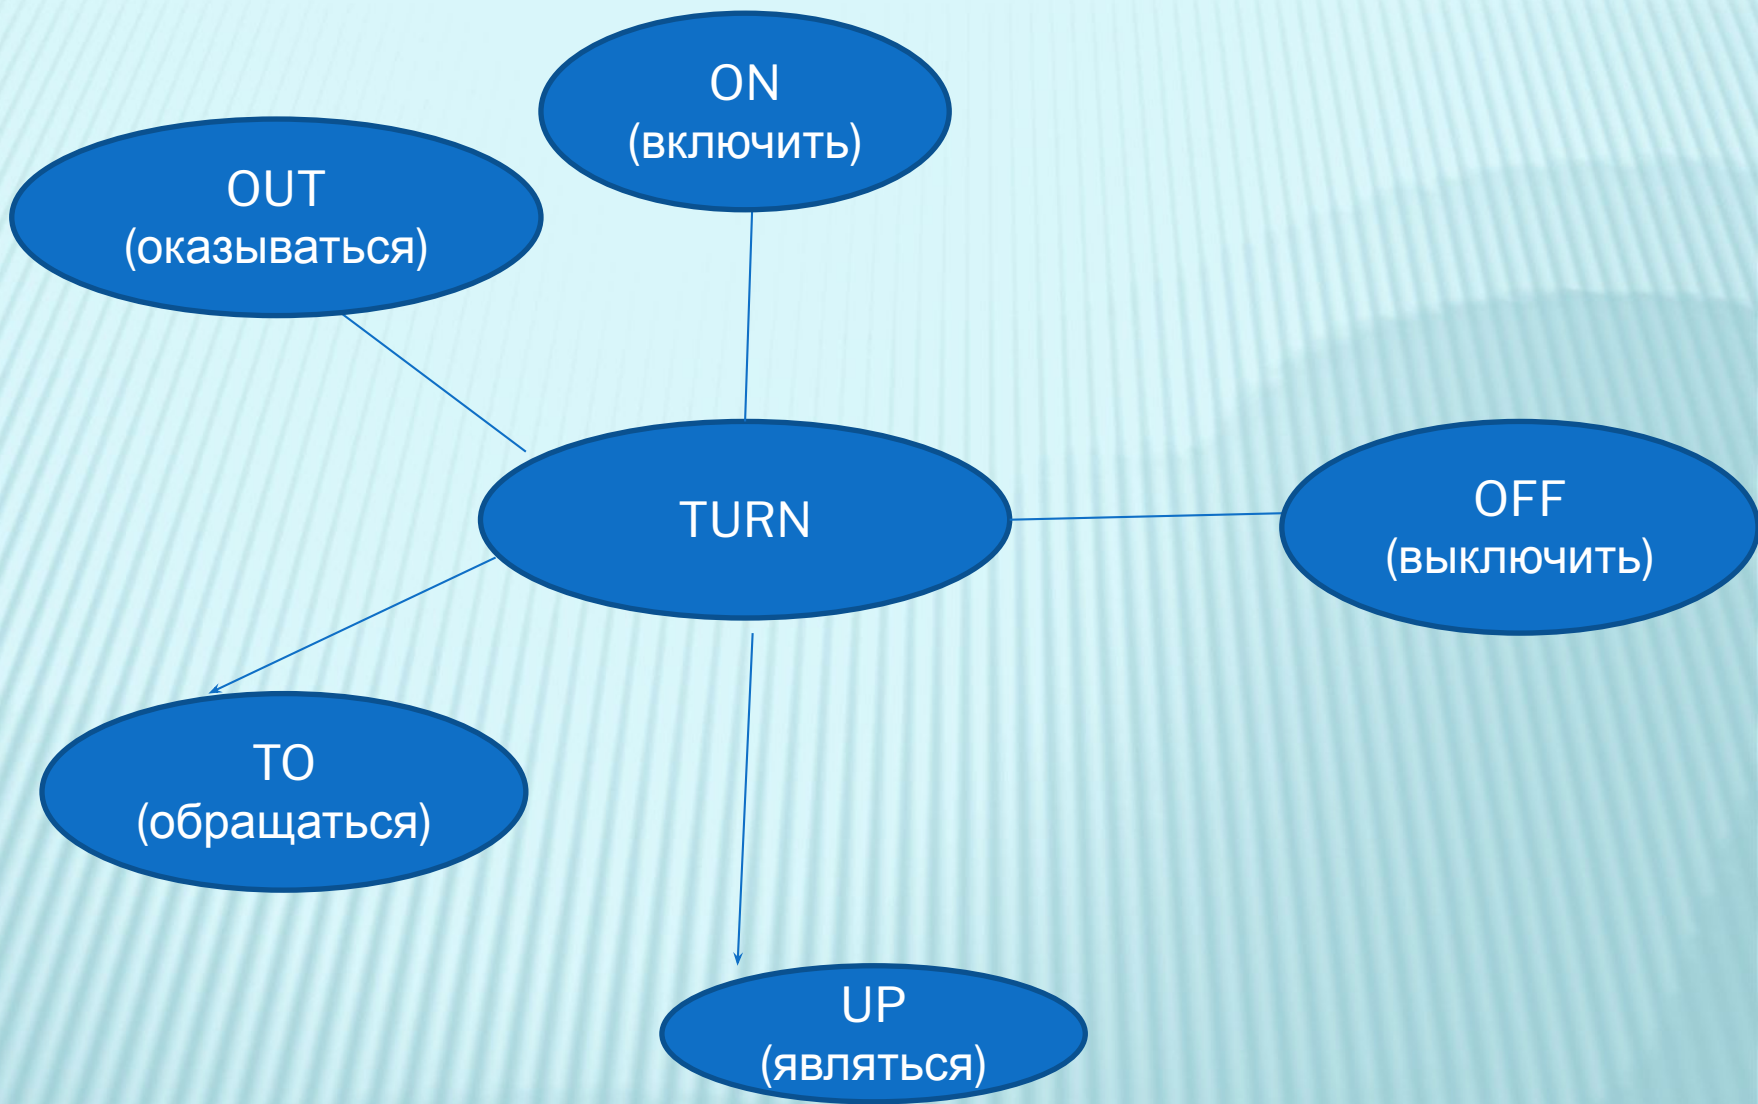 ON
(включить)
OUT
(оказываться)
TURN
OFF
(выключить)
TO
(обращаться)
UP
(являться)